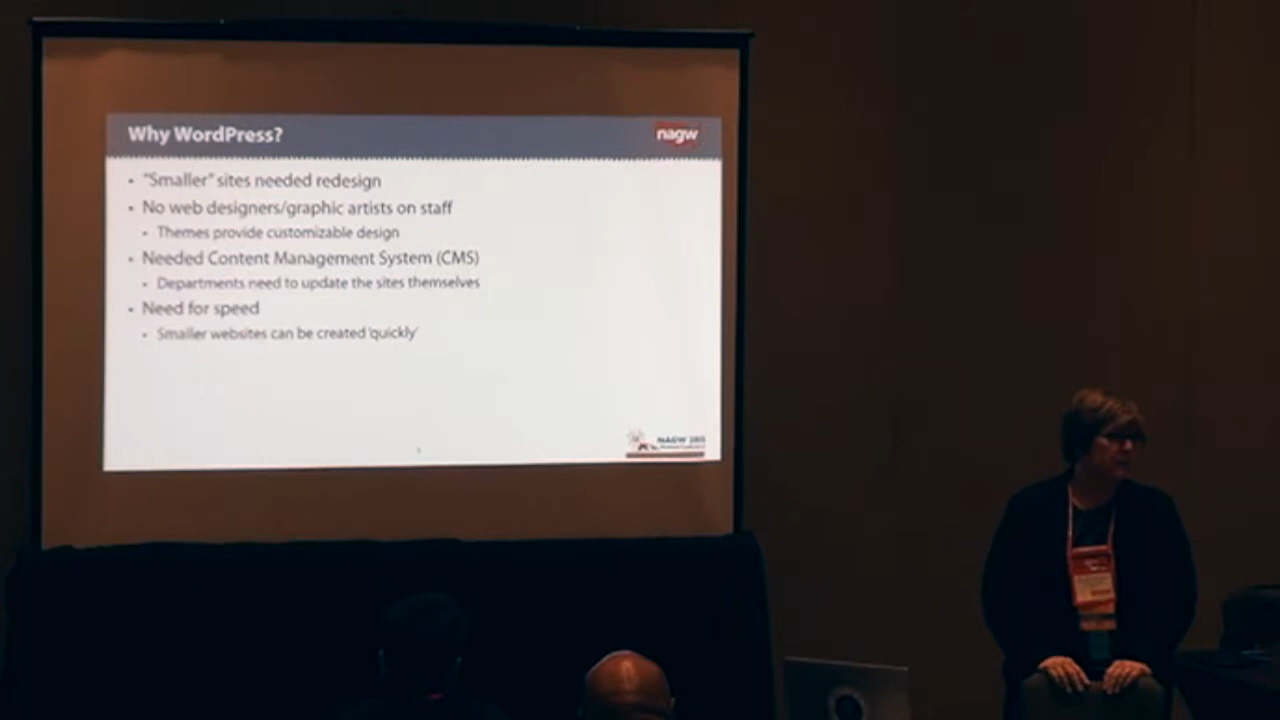 Why WordPress?
nagw
• "Smaller" sites needed redesign
• No web designers/graphic artists on staff
• Themes provide customizable design
• Needed Content Management System (CMS)
• Departments need to update the sites themselves
• Need for speed
• Smaller websites can be created 'quickly'
NAGW